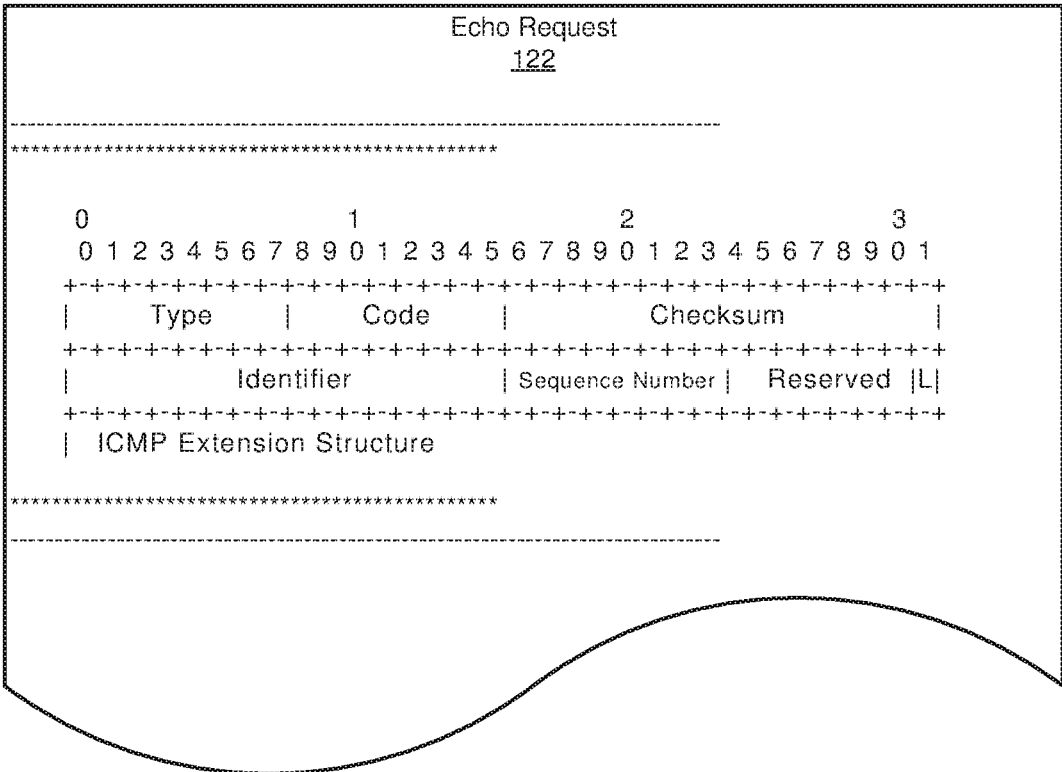 Echo Request
122
--------------------------------------------------------------------------------
***********************************************
0                   1                   2                   3
0 1 2 3 4 5 6 7 8 9 0 1 2 3 4 5 6 7 8 9 0 1 2 3 4 5 6 7 8 9 0 1
+-+-+-+-+-+-+-+-+-+-+-+-+-+-+-+-+-+-+-+-+-+-+-+-+-+-+-+-+-+-+-+-+
| Type | Code | Checksum |
+-+-+-+-+-+-+-+-+-+-+-+-+-+-+-+-+-+-+-+-+-+-+-+-+-+-+-+-+-+-+-+-+
| Identifier | Sequence Number | Reserved |L|
+-+-+-+-+-+-+-+-+-+-+-+-+-+-+-+-+-+-+-+-+-+-+-+-+-+-+-+-+-+-+-+-+
| ICMP Extension Structure
***********************************************
--------------------------------------------------------------------------------